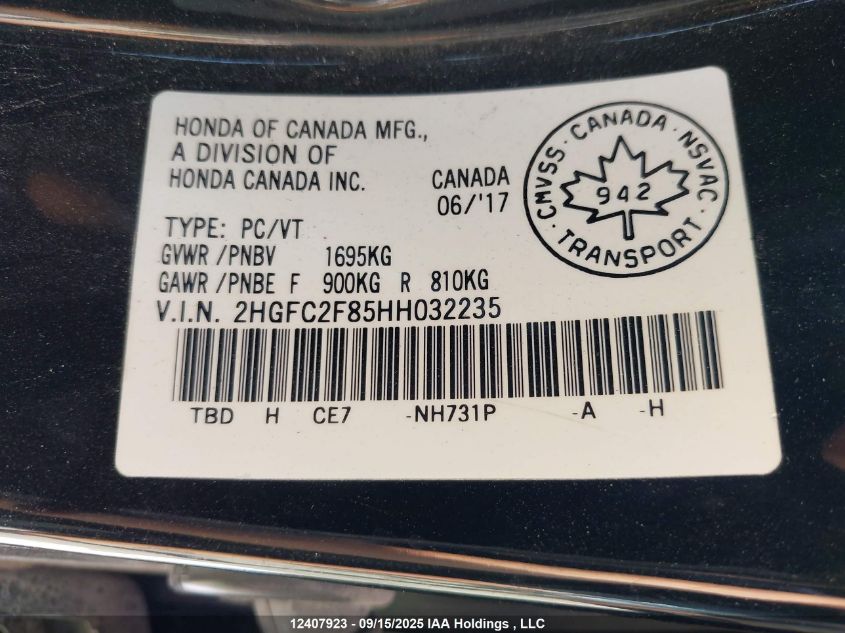 HONDA OF CANADA MFG.,
A DIVISION OF
HONDA CANADA INC.
CANADA
06/'17
TYPE: PC/VT
GVWR /PNBV 1695KG
GAWR /PNBE F 900KG R 810KG
V.I.N. 2HGFC2F85HH032235
TBD H CE7 -NH731P -A -H
CMVSS · CANADA · NSVAC
942
· TRANSPORT ·
12407923 - 09/15/2025 IAA Holdings , LLC